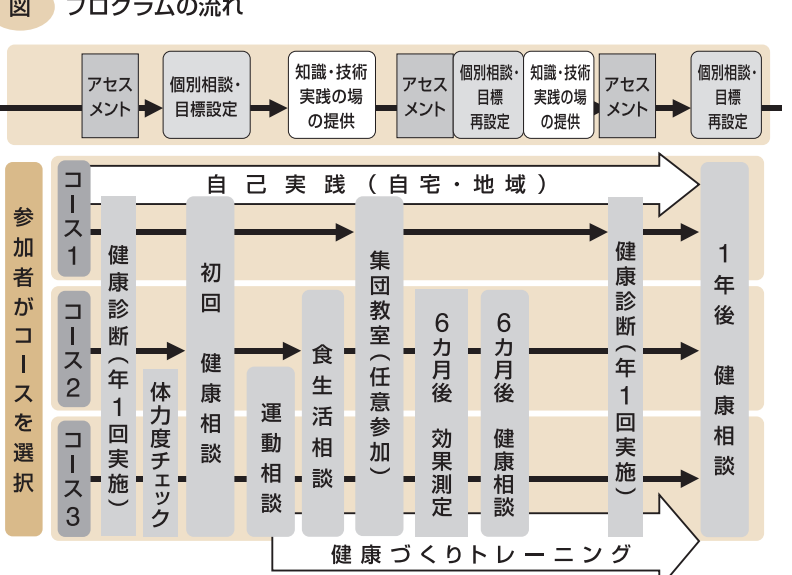 図 プログラムの流れ
アセス
メント
個別相談・
目標設定
知識・技術
実践の場
の提供
アセス
メント
個別相談・
目標
再設定
知識・技術
実践の場
の提供
アセス
メント
個別相談・
目標
再設定
参加者がコースを選択
コース1
コース2
コース3
自己実践(自宅・地域)
健康診断(年1回実施)
体力度チェック
初回 健康相談
運動相談
食生活相談
集団教室(任意参加)
6カ月後 効果測定
6カ月後 健康相談
健康診断(年1回実施)
1年後 健康相談
健康づくりトレーニング